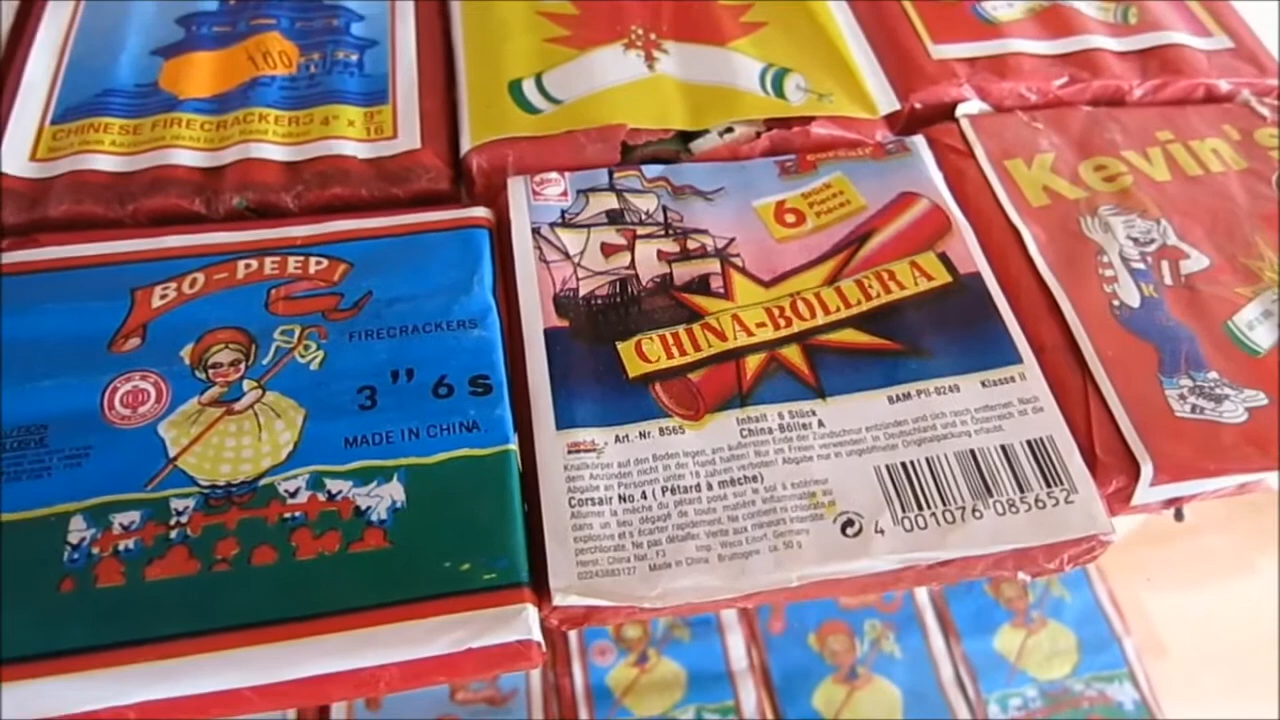 1.00
CHINESE FIRECRACKERS 4" x 9"/16
dem Anzünden nicht in der Hand halten!
Kevin's
corsair
weco
6 Stück
Pieces
Pièces
CHINA-BÖLLER A
BO-PEEP!
FIRECRACKERS
3" 6s
MADE IN CHINA.
BAM-PII-0249 Klasse II
Inhalt: 6 Stück
Art.-Nr. 8565 China-Böller A
Knallkörper auf den Boden legen, am äußersten Ende der Zündschnur entzünden und sich rasch entfernen. Nach
dem Anzünden nicht in der Hand halten! Nur im Freien verwenden! In Deutschland und in Österreich ist die
Abgabe an Personen unter 18 Jahren verboten! Abgabe nur in ungeöffneter Originalpackung erlaubt.
Corsair No.4 ( Pétard à mèche)
Allumer la mèche du pétard posé sur le sol à extérieur
dans un lieu dégagé de toute matière inflammable ou
explosive et s'écarter rapidement. Ne contient ni chlorate ni
perchlorate. Ne pas détailler. Vente aux mineurs interdite.
Herst.: China Nat., F3 Imp.: Weco Eitorf, Germany
02243883127 Made in China Bruttogew.: ca. 50 g
4 001076 085652